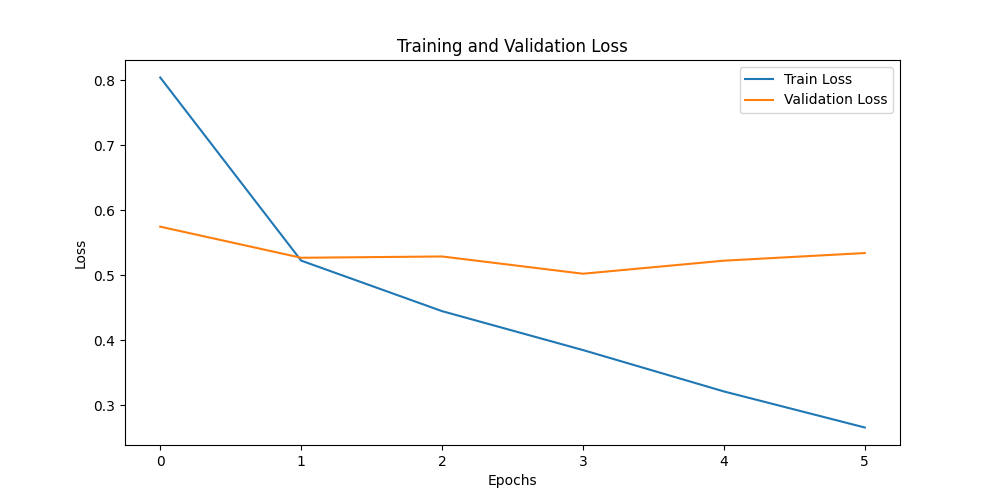 Training and Validation Loss
Train Loss
Validation Loss
0.8
0.7
0.6
0.5
0.4
0.3
Loss
0 1 2 3 4 5
Epochs